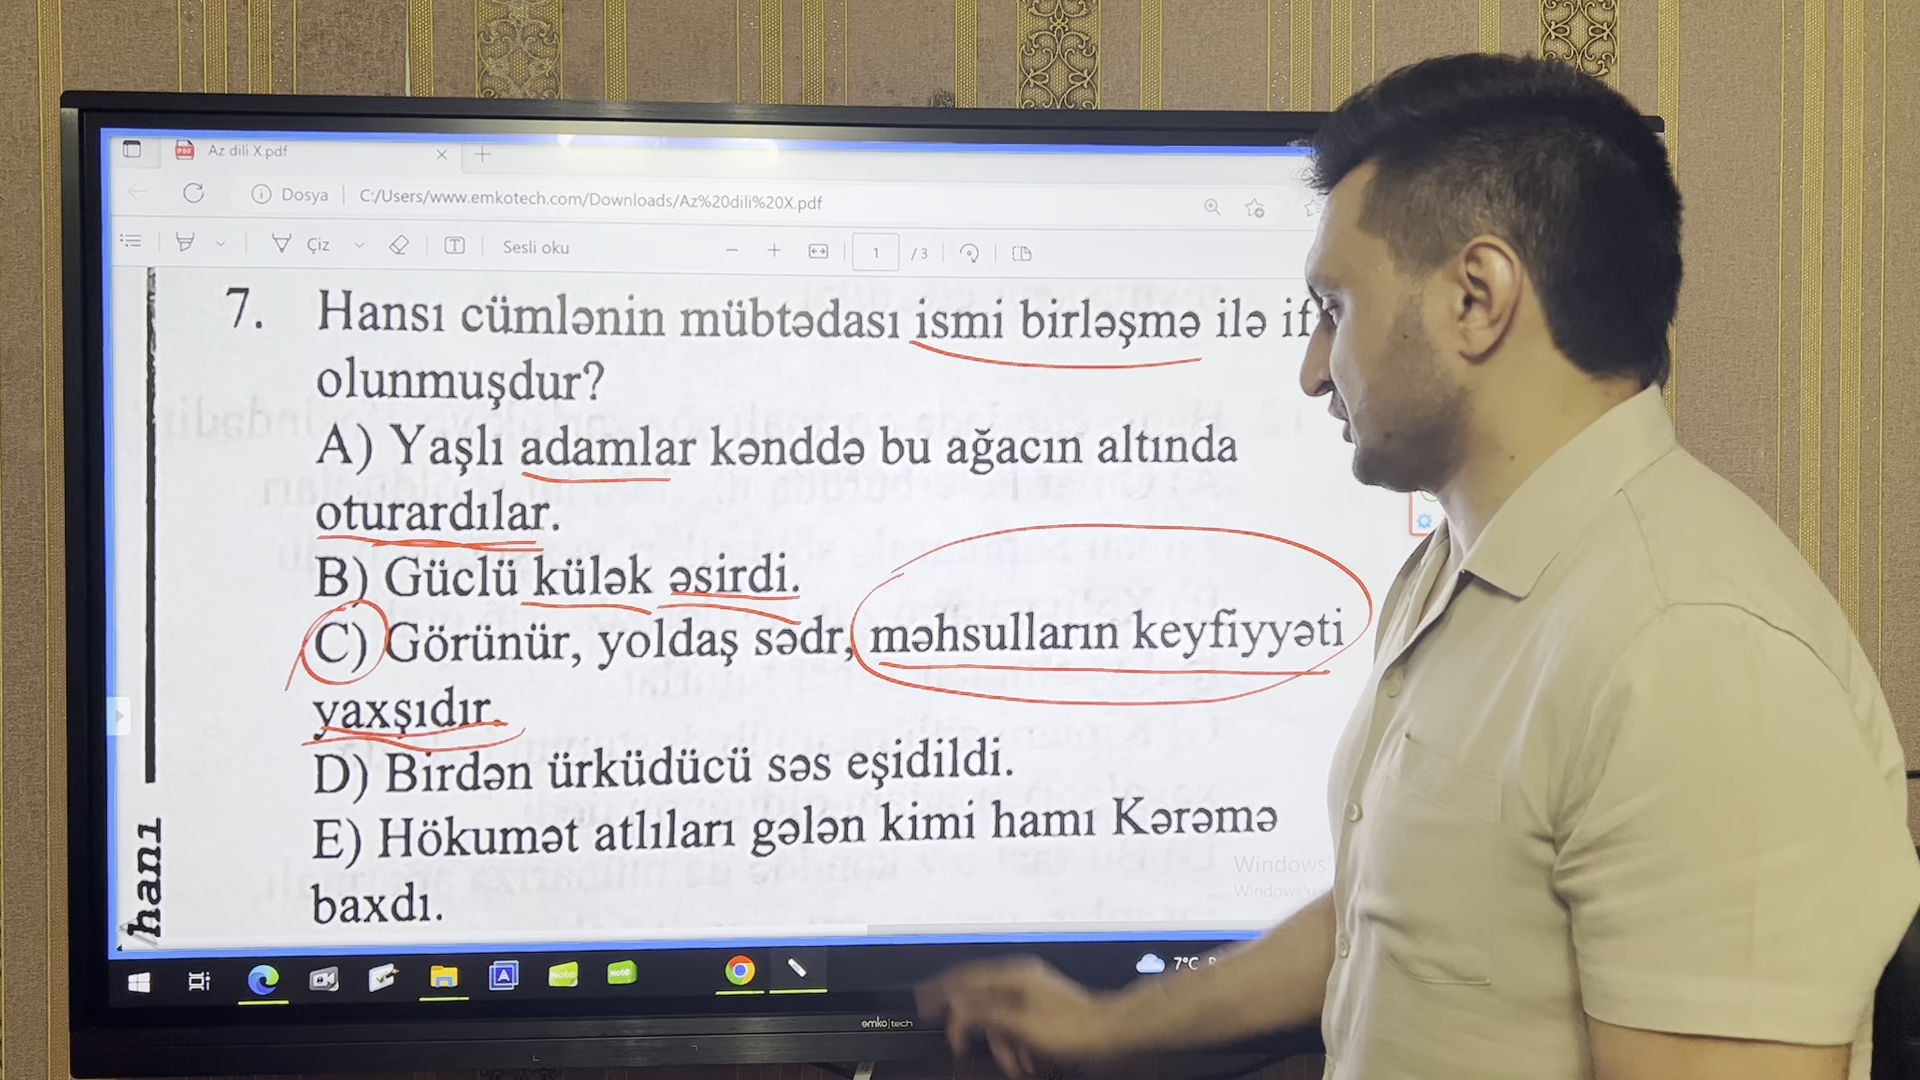 Az dili X.pdf
Dosya
C:/Users/www.emkotech.com/Downloads/Az%20dili%20X.pdf
Çiz
Sesli oku
1 /3
7. Hansı cümlənin mübtədası ismi birləşmə ilə
olunmuşdur?
A) Yaşlı adamlar kənddə bu ağacın altında
oturardılar.
B) Güclü külək əsirdi.
C) Görünür, yoldaş sədr, məhsulların keyfiyyəti
yaxşıdır.
D) Birdən ürküdücü səs eşidildi.
E) Hökumət atlıları gələn kimi hamı Kərəmə
baxdı.
hanı
Windows'
Windows'u
7°C
emko|tech